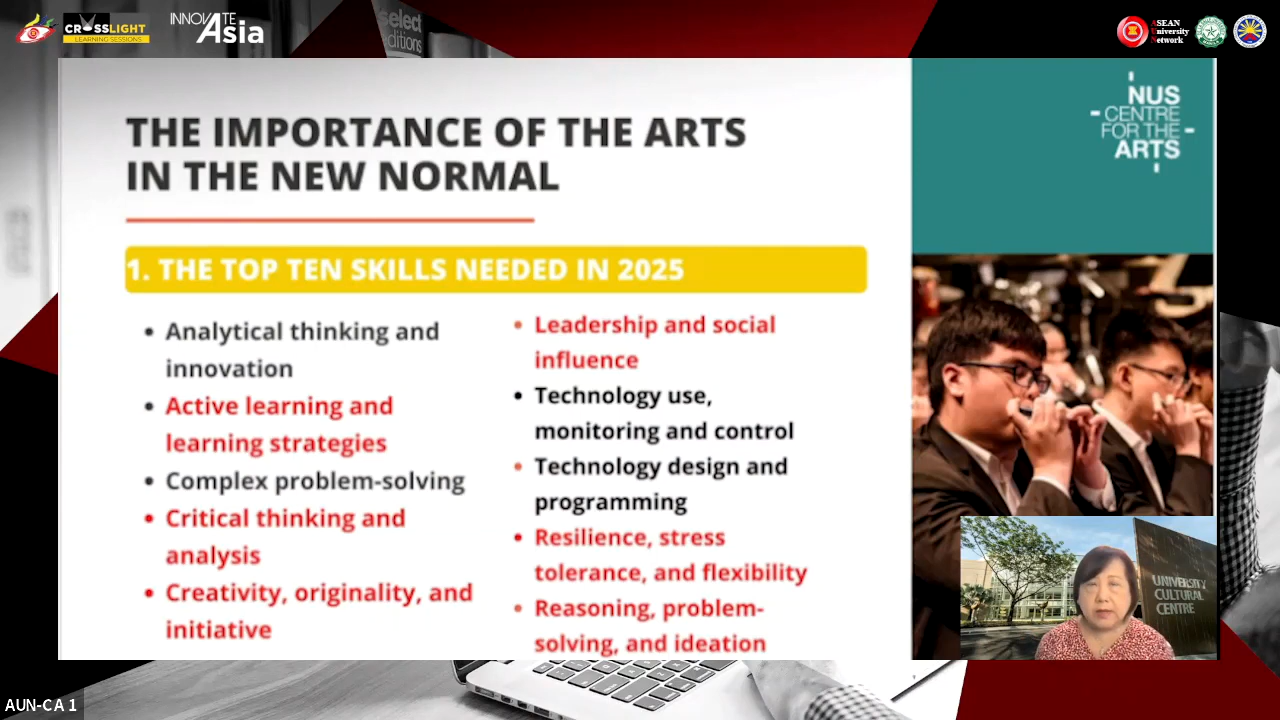 CROSSLIGHT
LEARNING SESSIONS
INNOVATE
Asia
select
editions
ASEAN
University
Network
NUS
CENTRE
FOR THE
ARTS
THE IMPORTANCE OF THE ARTS
IN THE NEW NORMAL
1. THE TOP TEN SKILLS NEEDED IN 2025
• Analytical thinking and
innovation
• Active learning and
learning strategies
• Complex problem-solving
• Critical thinking and
analysis
• Creativity, originality, and
initiative
• Leadership and social
influence
• Technology use,
monitoring and control
• Technology design and
programming
• Resilience, stress
tolerance, and flexibility
• Reasoning, problem-
solving, and ideation
UNIVERSITY
CULTURAL
CENTRE
AUN-CA 1